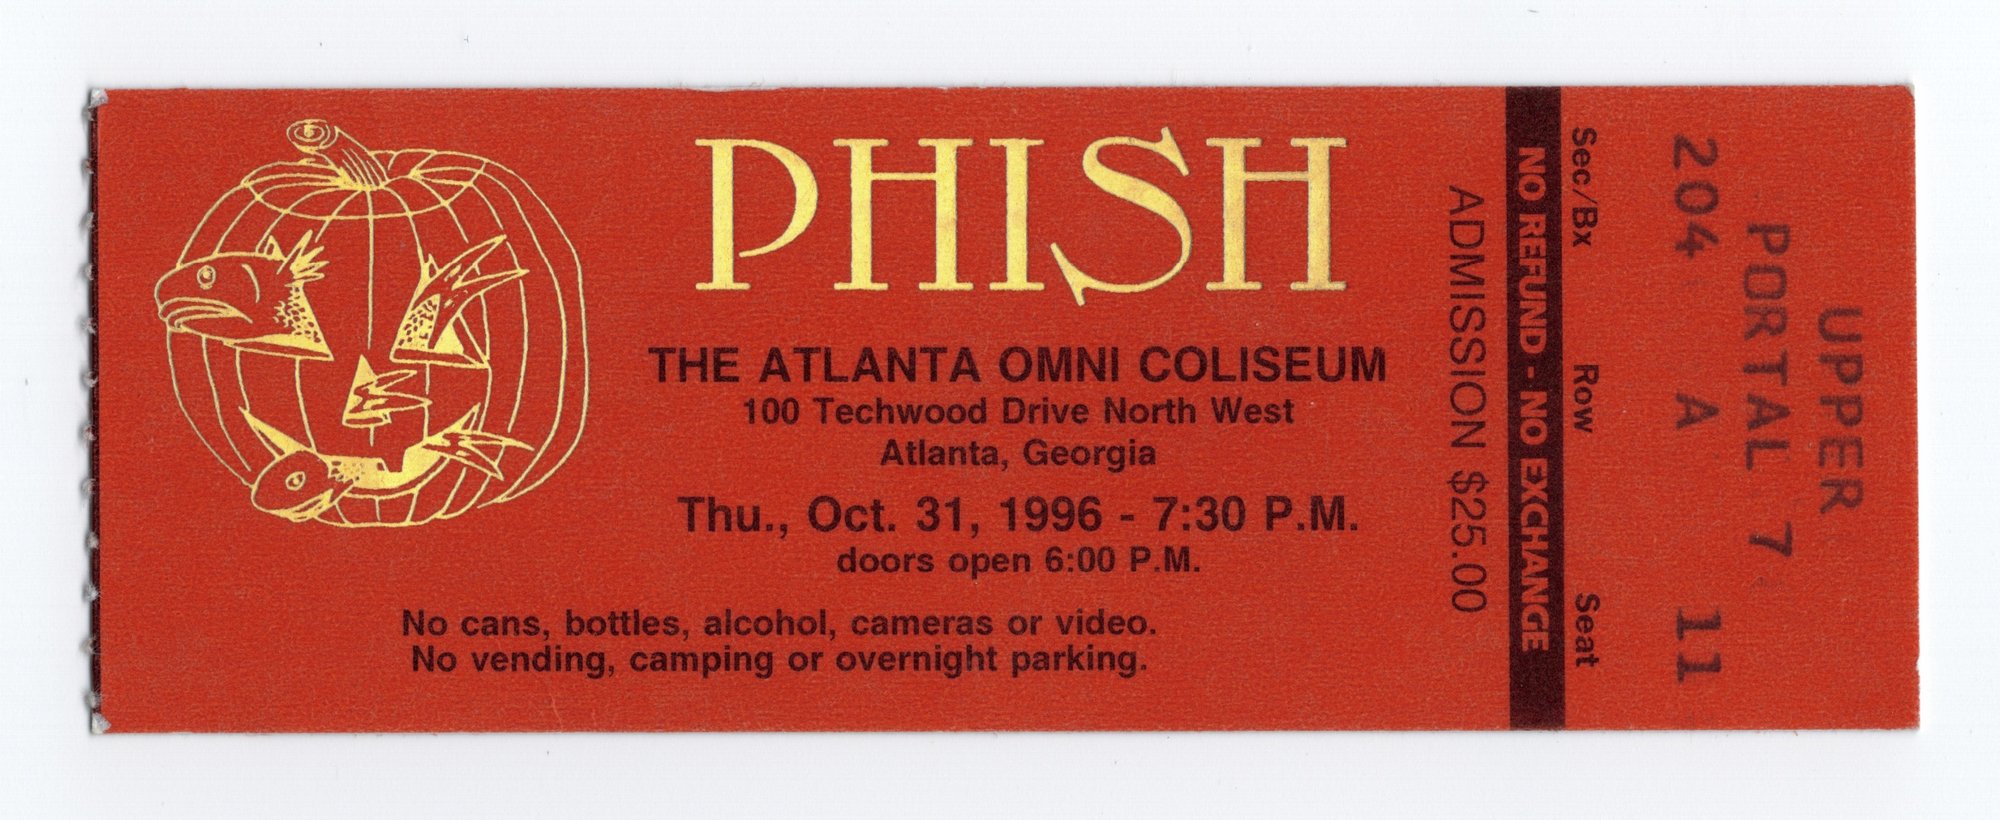 PHISH
THE ATLANTA OMNI COLISEUM
100 Techwood Drive North West
Atlanta, Georgia
Thu., Oct. 31, 1996 - 7:30 P.M.
doors open 6:00 P.M.
No cans, bottles, alcohol, cameras or video.
No vending, camping or overnight parking.
ADMISSION $25.00
NO REFUND - NO EXCHANGE
Sec/Bx Row Seat
204 A 11
PORTAL 7
UPPER